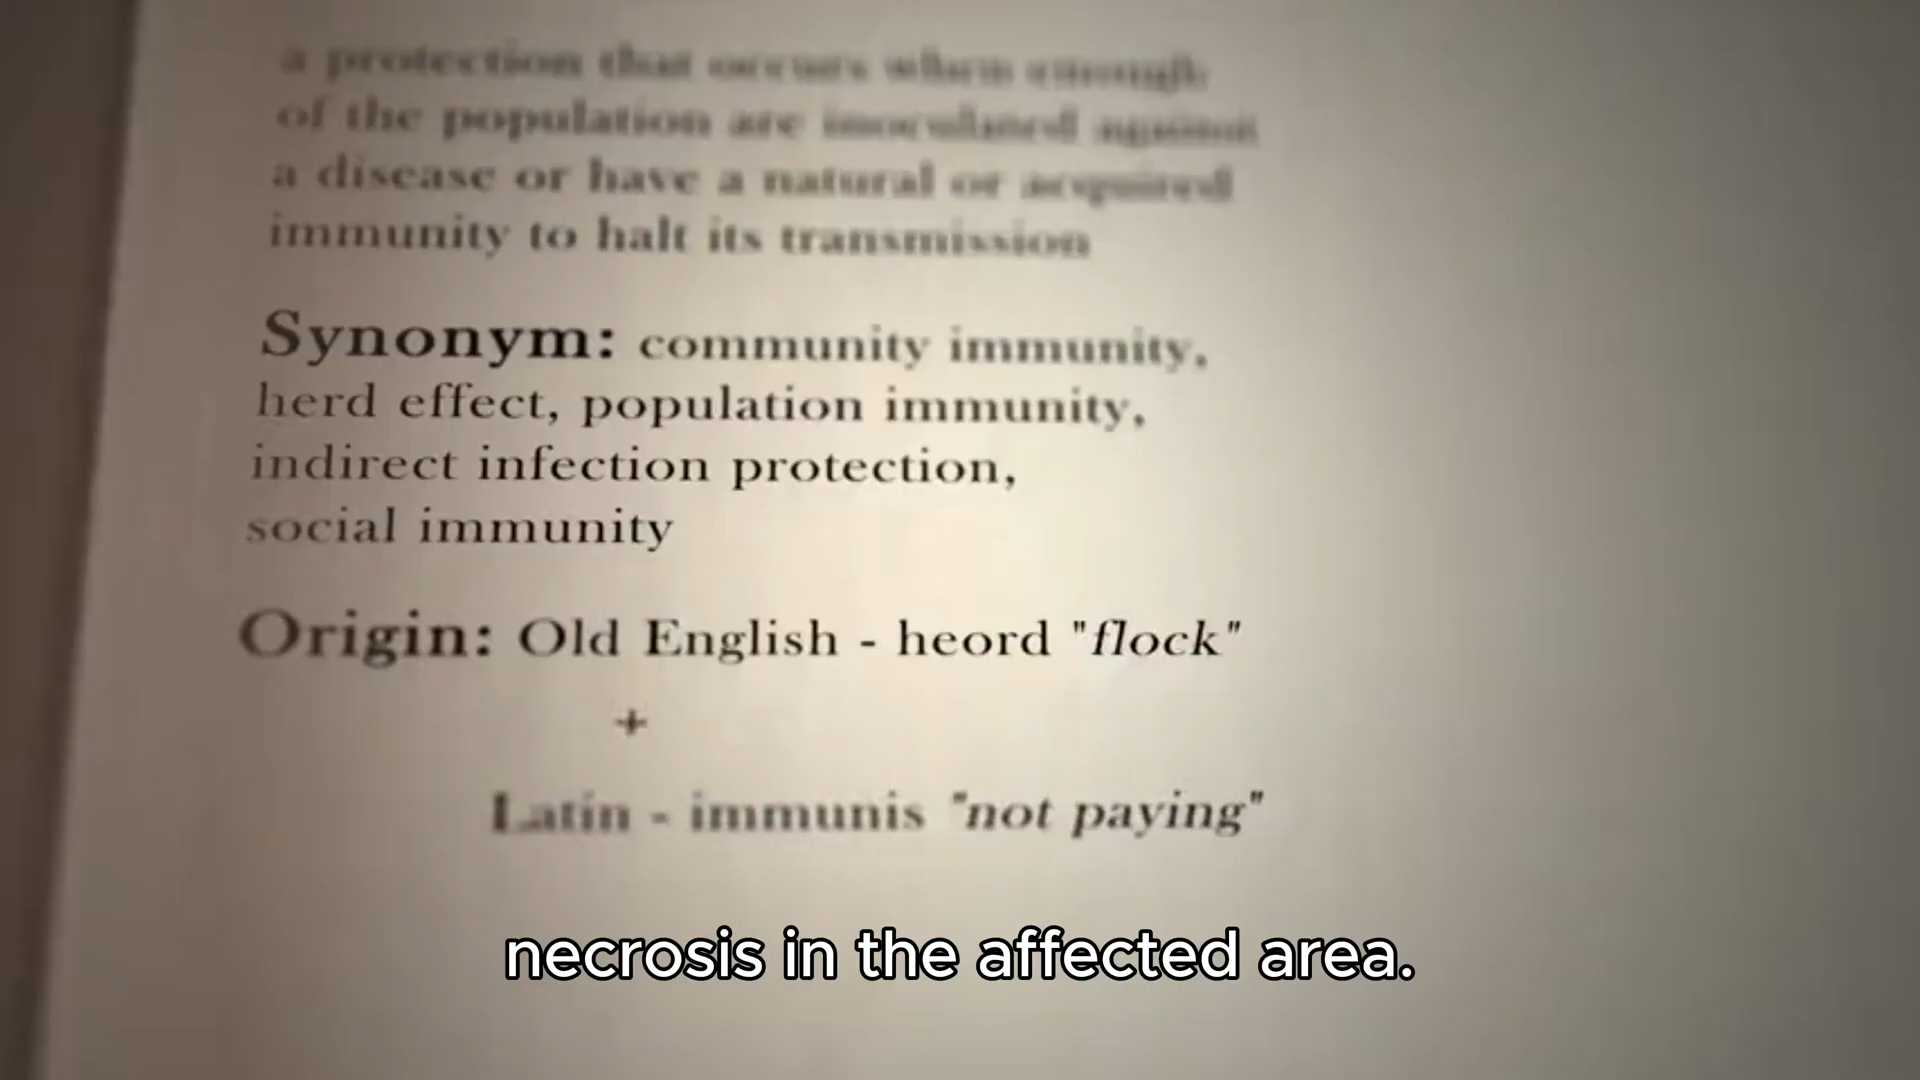 a protection that occurs when enough
of the population are inoculated against
a disease or have a natural or acquired
immunity to halt its transmission
Synonym: community immunity,
herd effect, population immunity,
indirect infection protection,
social immunity
Origin: Old English - heord "flock"
+
Latin - immunis "not paying"
necrosis in the affected area.